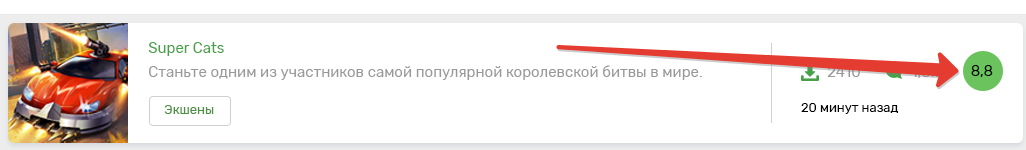 Super Cats
Станьте одним из участников самой популярной королевской битвы в мире.
2410
8,8
Экшены
20 минут назад